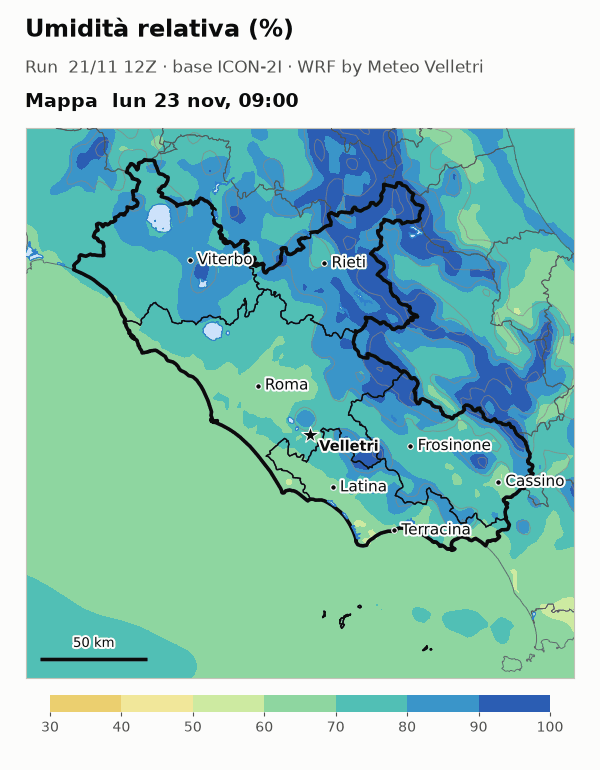 Umidità relativa (%)
Run  21/11 12Z · base ICON-2I · WRF by Meteo Velletri
Mappa  lun 23 nov, 09:00
Viterbo
Rieti
Roma
Velletri
Frosinone
Latina
Cassino
Terracina
50 km
30 40 50 60 70 80 90 100